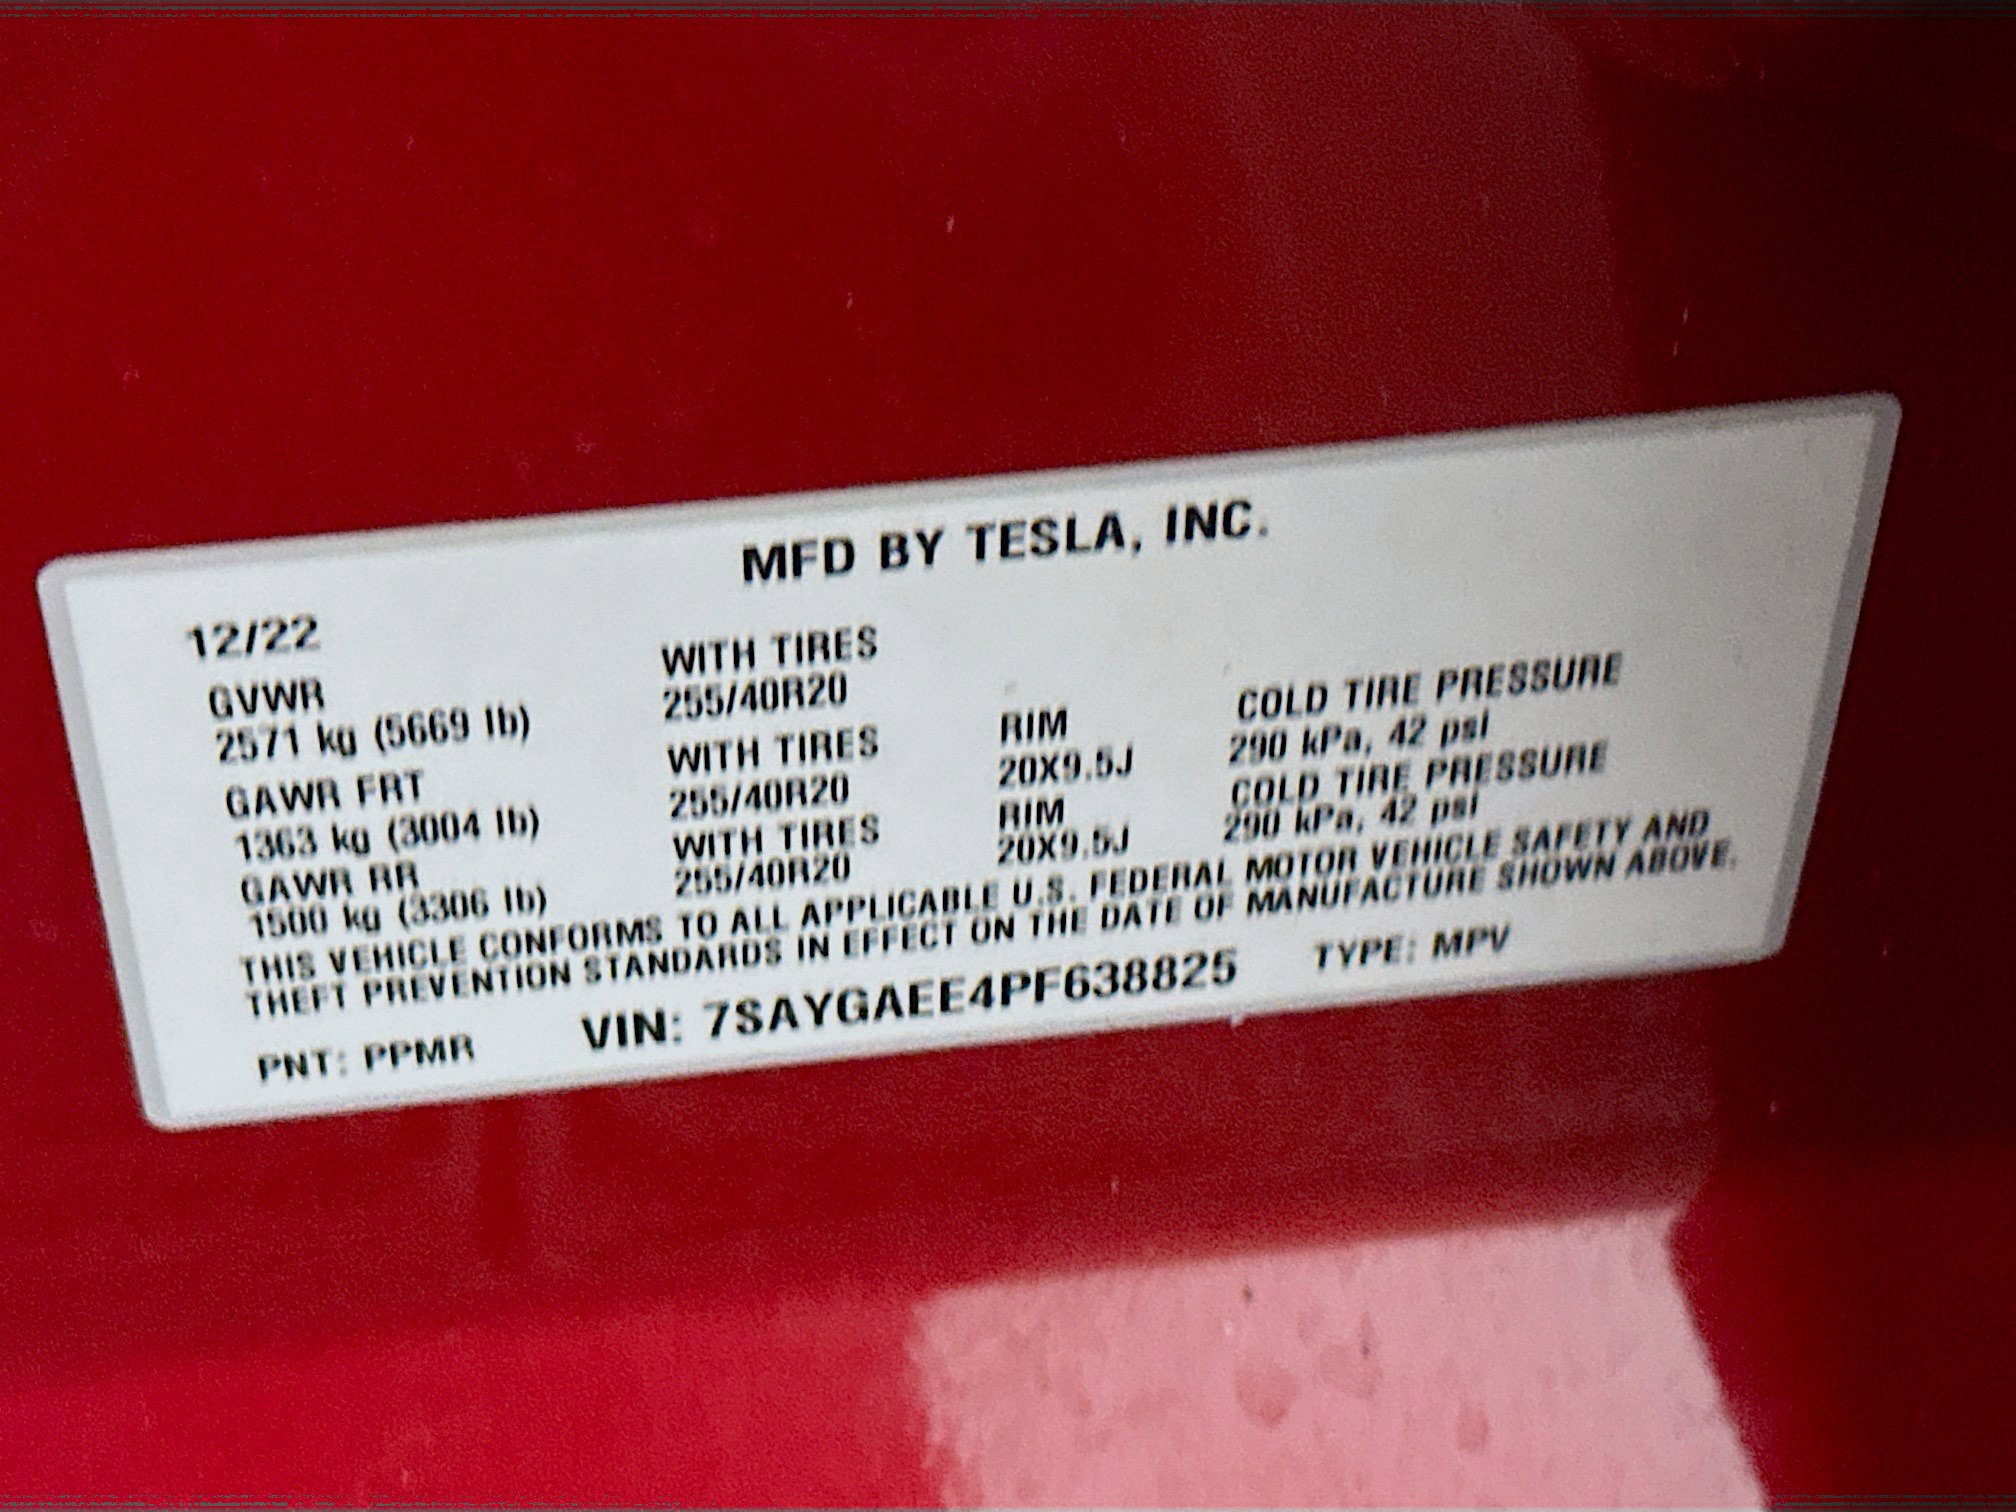 MFD BY TESLA, INC.
12/22
GVWR WITH TIRES
2571 kg (5669 lb) 255/40R20
GAWR FRT WITH TIRES RIM COLD TIRE PRESSURE
1363 kg (3004 lb) 255/40R20 20X9.5J 290 kPa, 42 psi
GAWR RR WITH TIRES RIM COLD TIRE PRESSURE
1500 kg (3306 lb) 255/40R20 20X9.5J 290 kPa, 42 psi
THIS VEHICLE CONFORMS TO ALL APPLICABLE U.S. FEDERAL MOTOR VEHICLE SAFETY AND
THEFT PREVENTION STANDARDS IN EFFECT ON THE DATE OF MANUFACTURE SHOWN ABOVE.
PNT: PPMR VIN: 7SAYGAEE4PF638825 TYPE: MPV